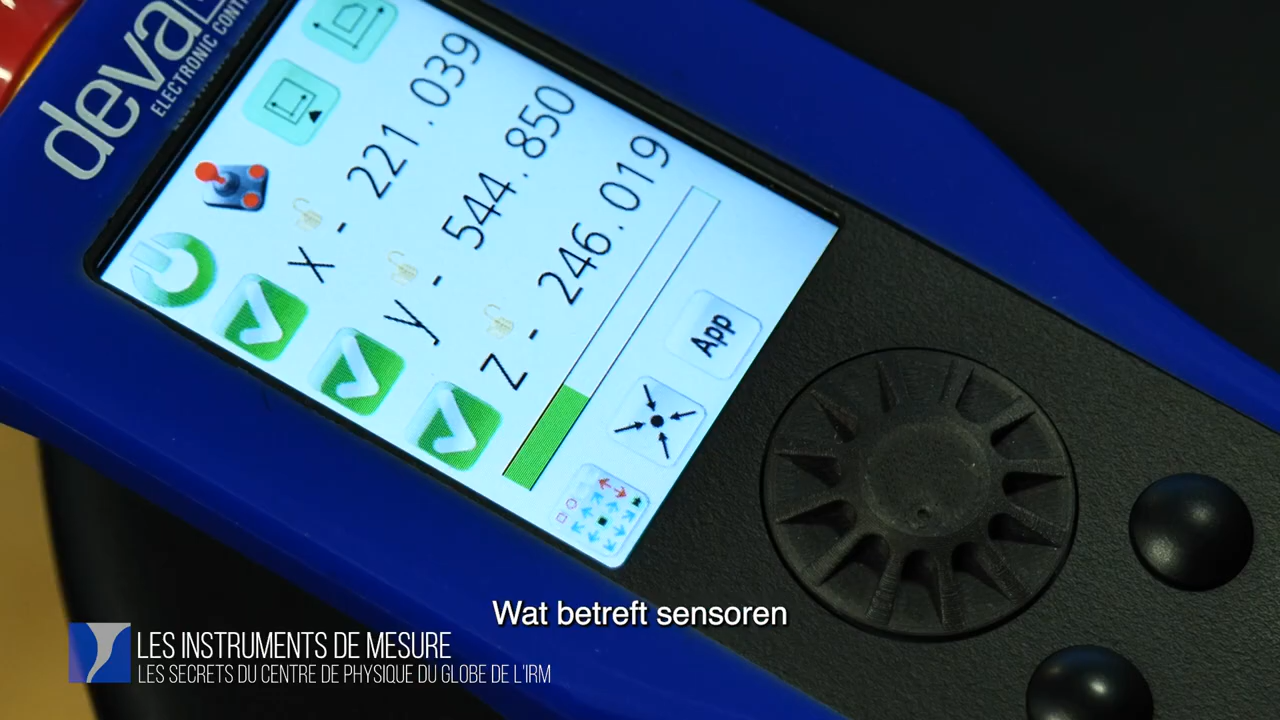 deva
ELECTRONIC CONT
x - 221.039
y - 544.850
z - 246.019
App
Wat betreft sensoren
LES INSTRUMENTS DE MESURE
LES SECRETS DU CENTRE DE PHYSIQUE DU GLOBE DE L'IRM